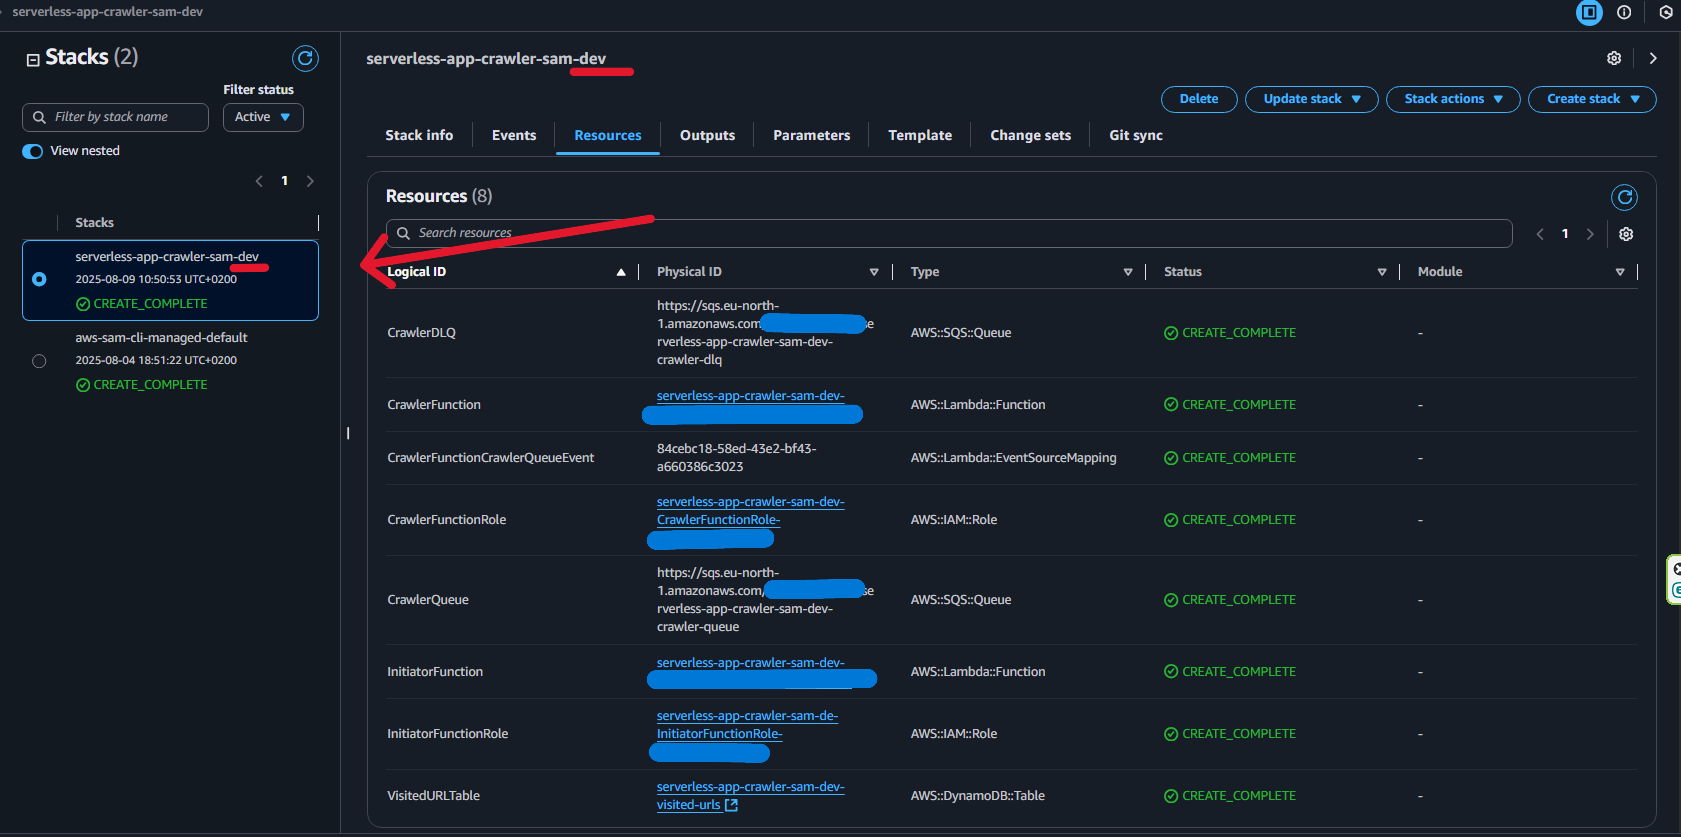 serverless-app-crawler-sam-dev
Stacks (2)
Filter status
Filter by stack name
Active
View nested
1
Stacks
serverless-app-crawler-sam-dev
2025-08-09 10:50:53 UTC+0200
CREATE_COMPLETE
aws-sam-cli-managed-default
2025-08-04 18:51:22 UTC+0200
CREATE_COMPLETE
serverless-app-crawler-sam-dev
Delete
Update stack
Stack actions
Create stack
Stack info
Events
Resources
Outputs
Parameters
Template
Change sets
Git sync
Resources (8)
Search resources
1
Logical ID
Physical ID
Type
Status
Module
CrawlerDLQ
https://sqs.eu-north-
1.amazonaws.com
e
rverless-app-crawler-sam-dev-
crawler-dlq
AWS::SQS::Queue
CREATE_COMPLETE
-
CrawlerFunction
serverless-app-crawler-sam-dev-
AWS::Lambda::Function
CREATE_COMPLETE
-
CrawlerFunctionCrawlerQueueEvent
84cebc18-58ed-43e2-bf43-
a660386c3023
AWS::Lambda::EventSourceMapping
CREATE_COMPLETE
-
CrawlerFunctionRole
serverless-app-crawler-sam-dev-
CrawlerFunctionRole-
AWS::IAM::Role
CREATE_COMPLETE
-
CrawlerQueue
https://sqs.eu-north-
1.amazonaws.com/
se
rverless-app-crawler-sam-dev-
crawler-queue
AWS::SQS::Queue
CREATE_COMPLETE
-
InitiatorFunction
serverless-app-crawler-sam-dev-
AWS::Lambda::Function
CREATE_COMPLETE
-
InitiatorFunctionRole
serverless-app-crawler-sam-de-
InitiatorFunctionRole-
AWS::IAM::Role
CREATE_COMPLETE
-
VisitedURLTable
serverless-app-crawler-sam-dev-
visited-urls
AWS::DynamoDB::Table
CREATE_COMPLETE
-